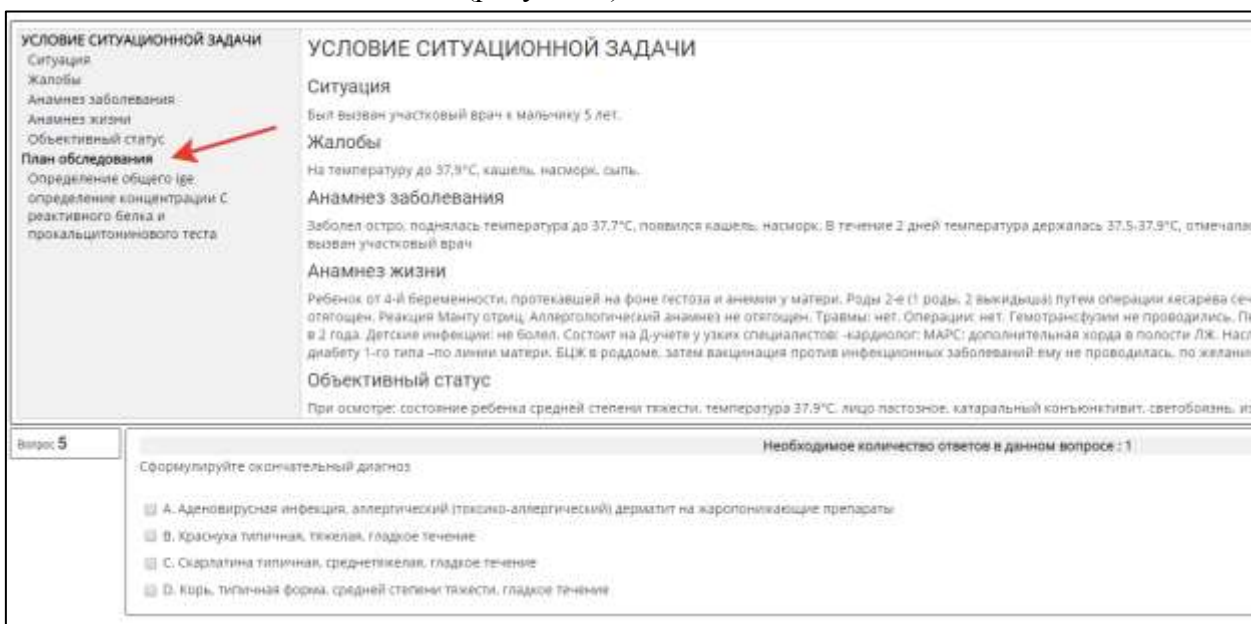 УСЛОВИЕ СИТУАЦИОННОЙ ЗАДАЧИ
Ситуация
Жалобы
Анамнез заболевания
Анамнез жизни
Объективный статус
План обследования
Определение общего ige
определение концентрации С
реактивного белка и
прокальцитонинового теста
УСЛОВИЕ СИТУАЦИОННОЙ ЗАДАЧИ
Ситуация
Был вызван участковый врач к мальчику 5 лет.
Жалобы
На температуру до 37,9°С, кашель, насморк, сыпь.
Анамнез заболевания
Заболел остро, поднялась температура до 37.7°С, появился кашель, насморк. В течение 2 дней температура держалась 37.5-37.9°С, отмечалас
вызван участковый врач
Анамнез жизни
Ребенок от 4-й беременности, протекавшей на фоне гестоза и анемии у матери. Роды 2-е (1 роды, 2 выкидыша) путем операции кесарева сеч
отягощен. Реакция Манту отриц. Аллергологический анамнез не отягощен. Травмы: нет. Операции: нет. Гемотрансфузии не проводились. Пе
в 2 года. Детские инфекции: не болел. Состоит на Д-учете у узких специалистов: -кардиолог: МАРС: дополнительная хорда в полости ЛЖ. Насл
диабету 1-го типа –по линии матери. БЦЖ в роддоме, затем вакцинация против инфекционных заболеваний ему не проводилась, по желани
Объективный статус
При осмотре: состояние ребенка средней степени тяжести, температура 37.9°С, лицо пастозное, катаральный конъюнктивит, светобоязнь, из
Вопрос 5
Необходимое количество ответов в данном вопросе : 1
Сформулируйте окончательный диагноз
А. Аденовирусная инфекция, аллергический (токсико-аллергический) дерматит на жаропонижающие препараты
В. Краснуха типичная, тяжелая, гладкое течение
С. Скарлатина типичная, среднетяжелая, гладкое течение
D. Корь, типичная форма, средней степени тяжести, гладкое течение